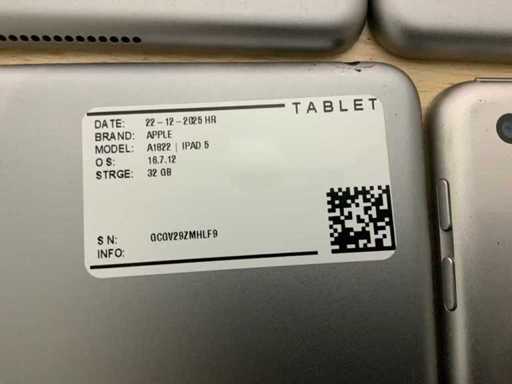 TABLET
DATE: 22-12-2025 HR
BRAND: APPLE
MODEL: A1822 | IPAD 5
OS: 16.7.12
STRGE: 32 GB
SN: GCGV29ZMHLF9
INFO: